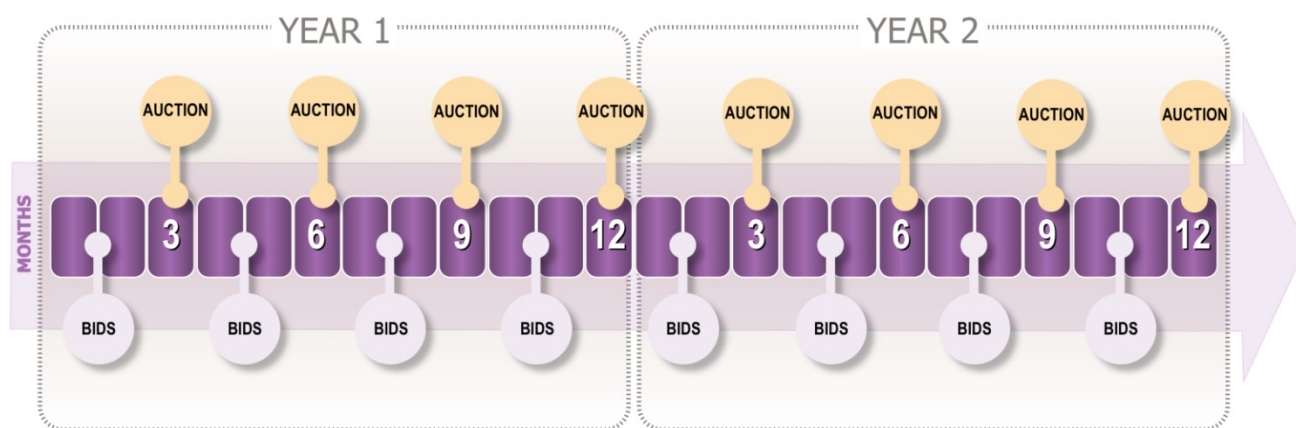 YEAR 1
YEAR 2
AUCTION AUCTION AUCTION AUCTION AUCTION AUCTION AUCTION AUCTION
MONTHS
3 6 9 12 3 6 9 12
BIDS BIDS BIDS BIDS BIDS BIDS BIDS BIDS